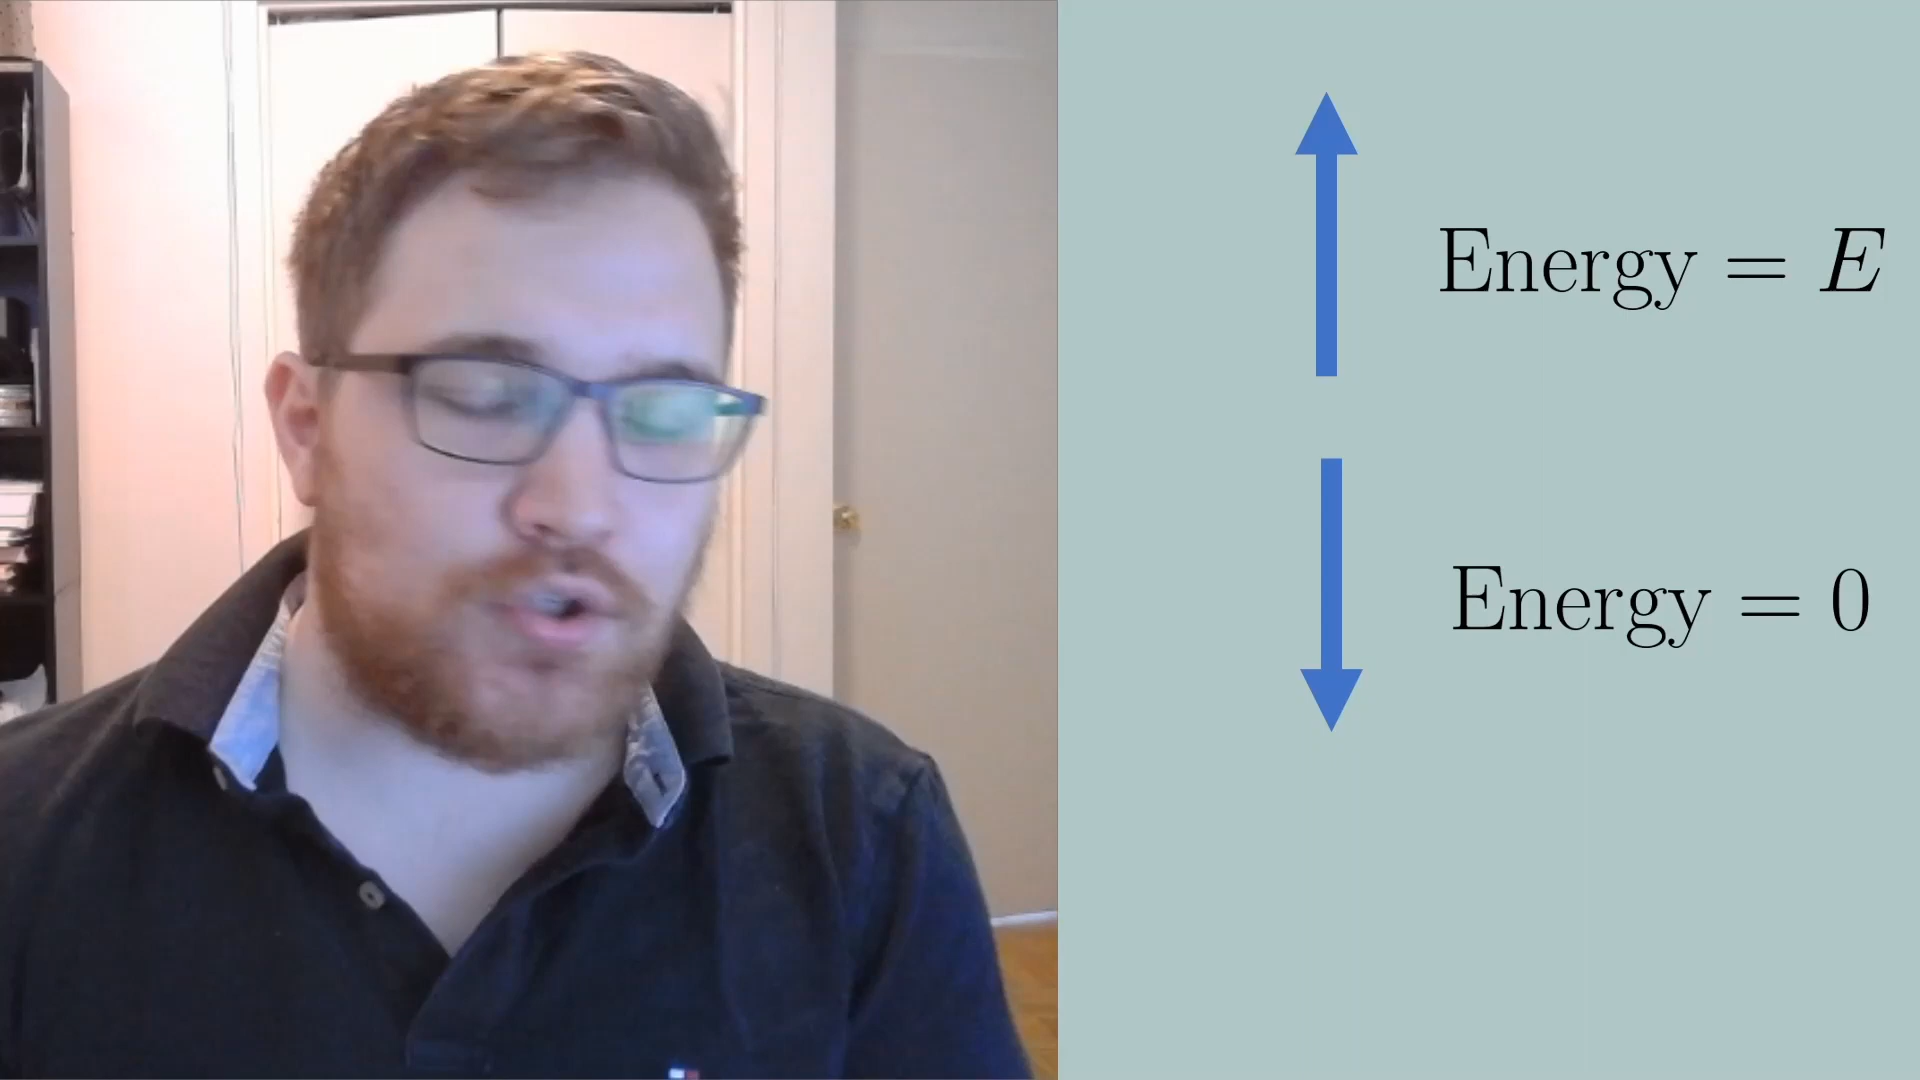 Energy = E
Energy = 0